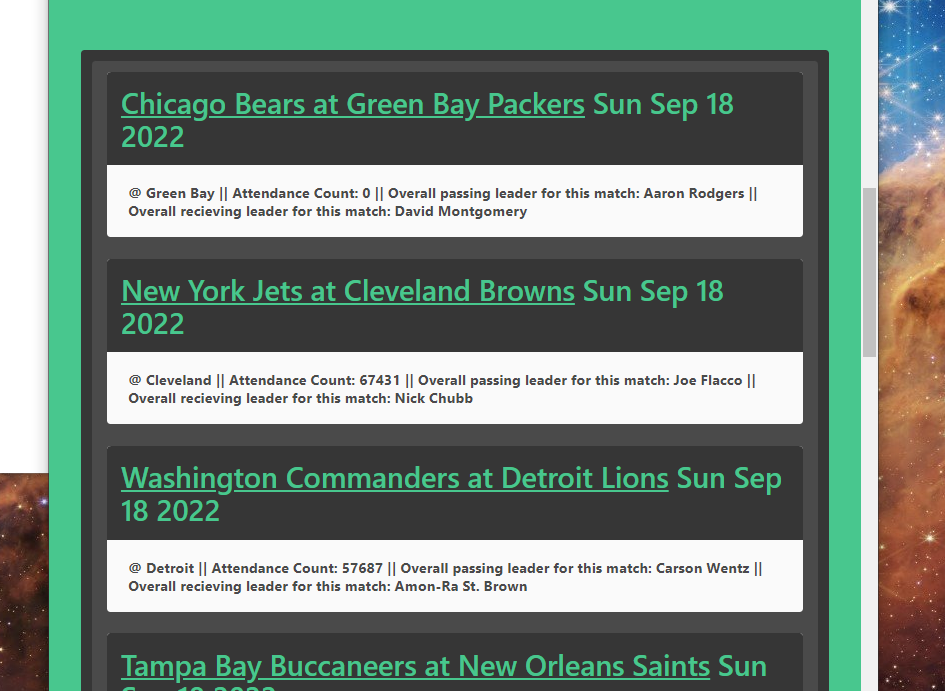 Chicago Bears at Green Bay Packers Sun Sep 18
2022
@ Green Bay || Attendance Count: 0 || Overall passing leader for this match: Aaron Rodgers ||
Overall recieving leader for this match: David Montgomery
New York Jets at Cleveland Browns Sun Sep 18
2022
@ Cleveland || Attendance Count: 67431 || Overall passing leader for this match: Joe Flacco ||
Overall recieving leader for this match: Nick Chubb
Washington Commanders at Detroit Lions Sun Sep
18 2022
@ Detroit || Attendance Count: 57687 || Overall passing leader for this match: Carson Wentz ||
Overall recieving leader for this match: Amon-Ra St. Brown
Tampa Bay Buccaneers at New Orleans Saints Sun
Sep 18 2022